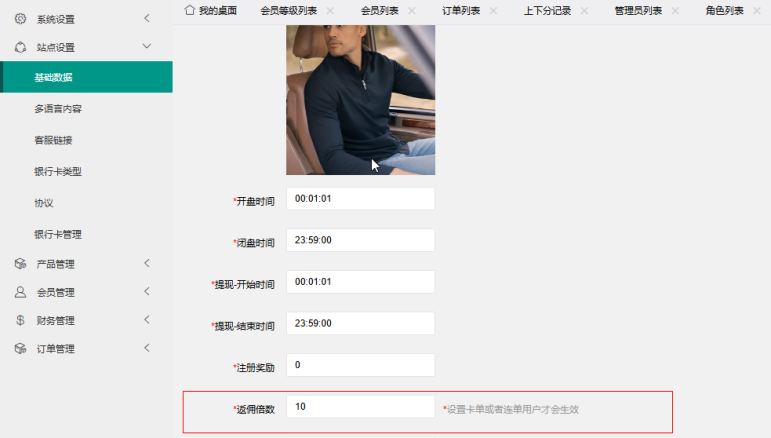 我的桌面 会员等级列表 会员列表 订单列表 上下分记录 管理员列表 角色列表
系统设置
站点设置
基础数据
多语言内容
客服链接
银行卡类型
协议
银行卡管理
产品管理
会员管理
财务管理
订单管理
*开盘时间 00:01:01
*闭盘时间 23:59:00
*提现-开始时间 00:01:01
*提现-结束时间 23:59:00
*注册奖励 0
*返佣倍数 10 *设置卡单或者连单用户才会生效